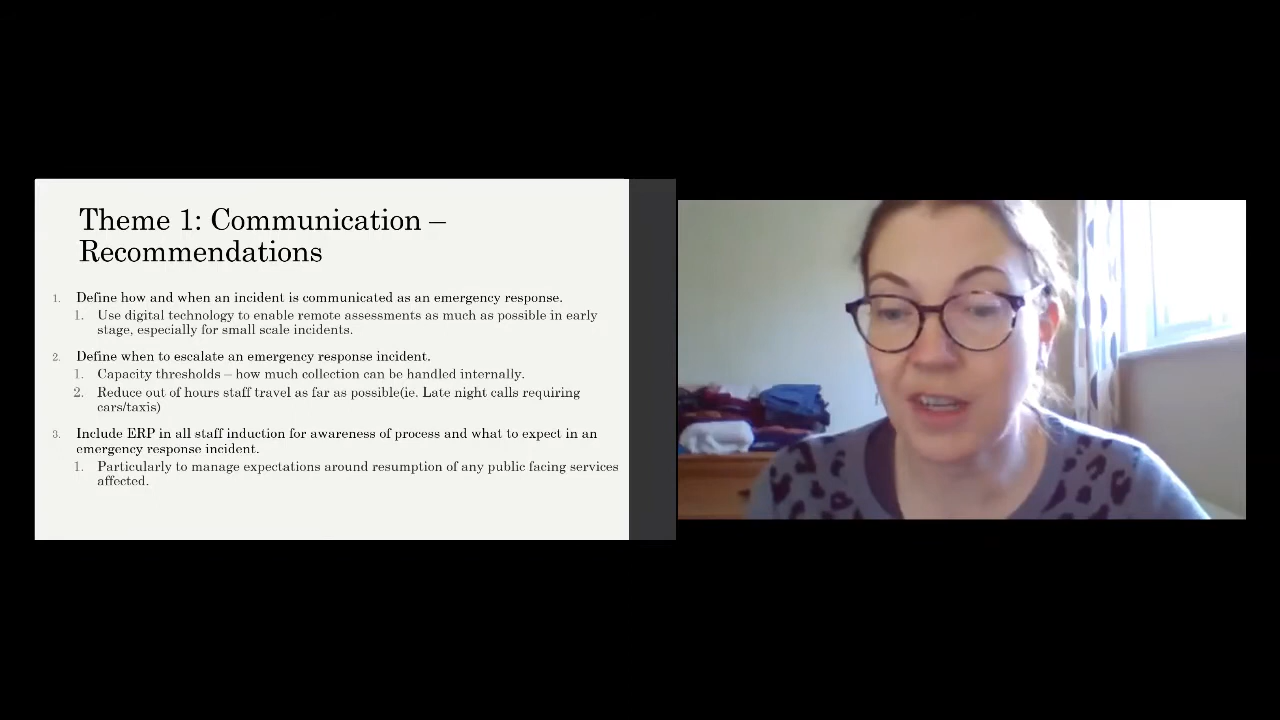 Theme 1: Communication –
Recommendations
1. Define how and when an incident is communicated as an emergency response.
1. Use digital technology to enable remote assessments as much as possible in early
stage, especially for small scale incidents.
2. Define when to escalate an emergency response incident.
1. Capacity thresholds – how much collection can be handled internally.
2. Reduce out of hours staff travel as far as possible(ie. Late night calls requiring
cars/taxis)
3. Include ERP in all staff induction for awareness of process and what to expect in an
emergency response incident.
1. Particularly to manage expectations around resumption of any public facing services
affected.